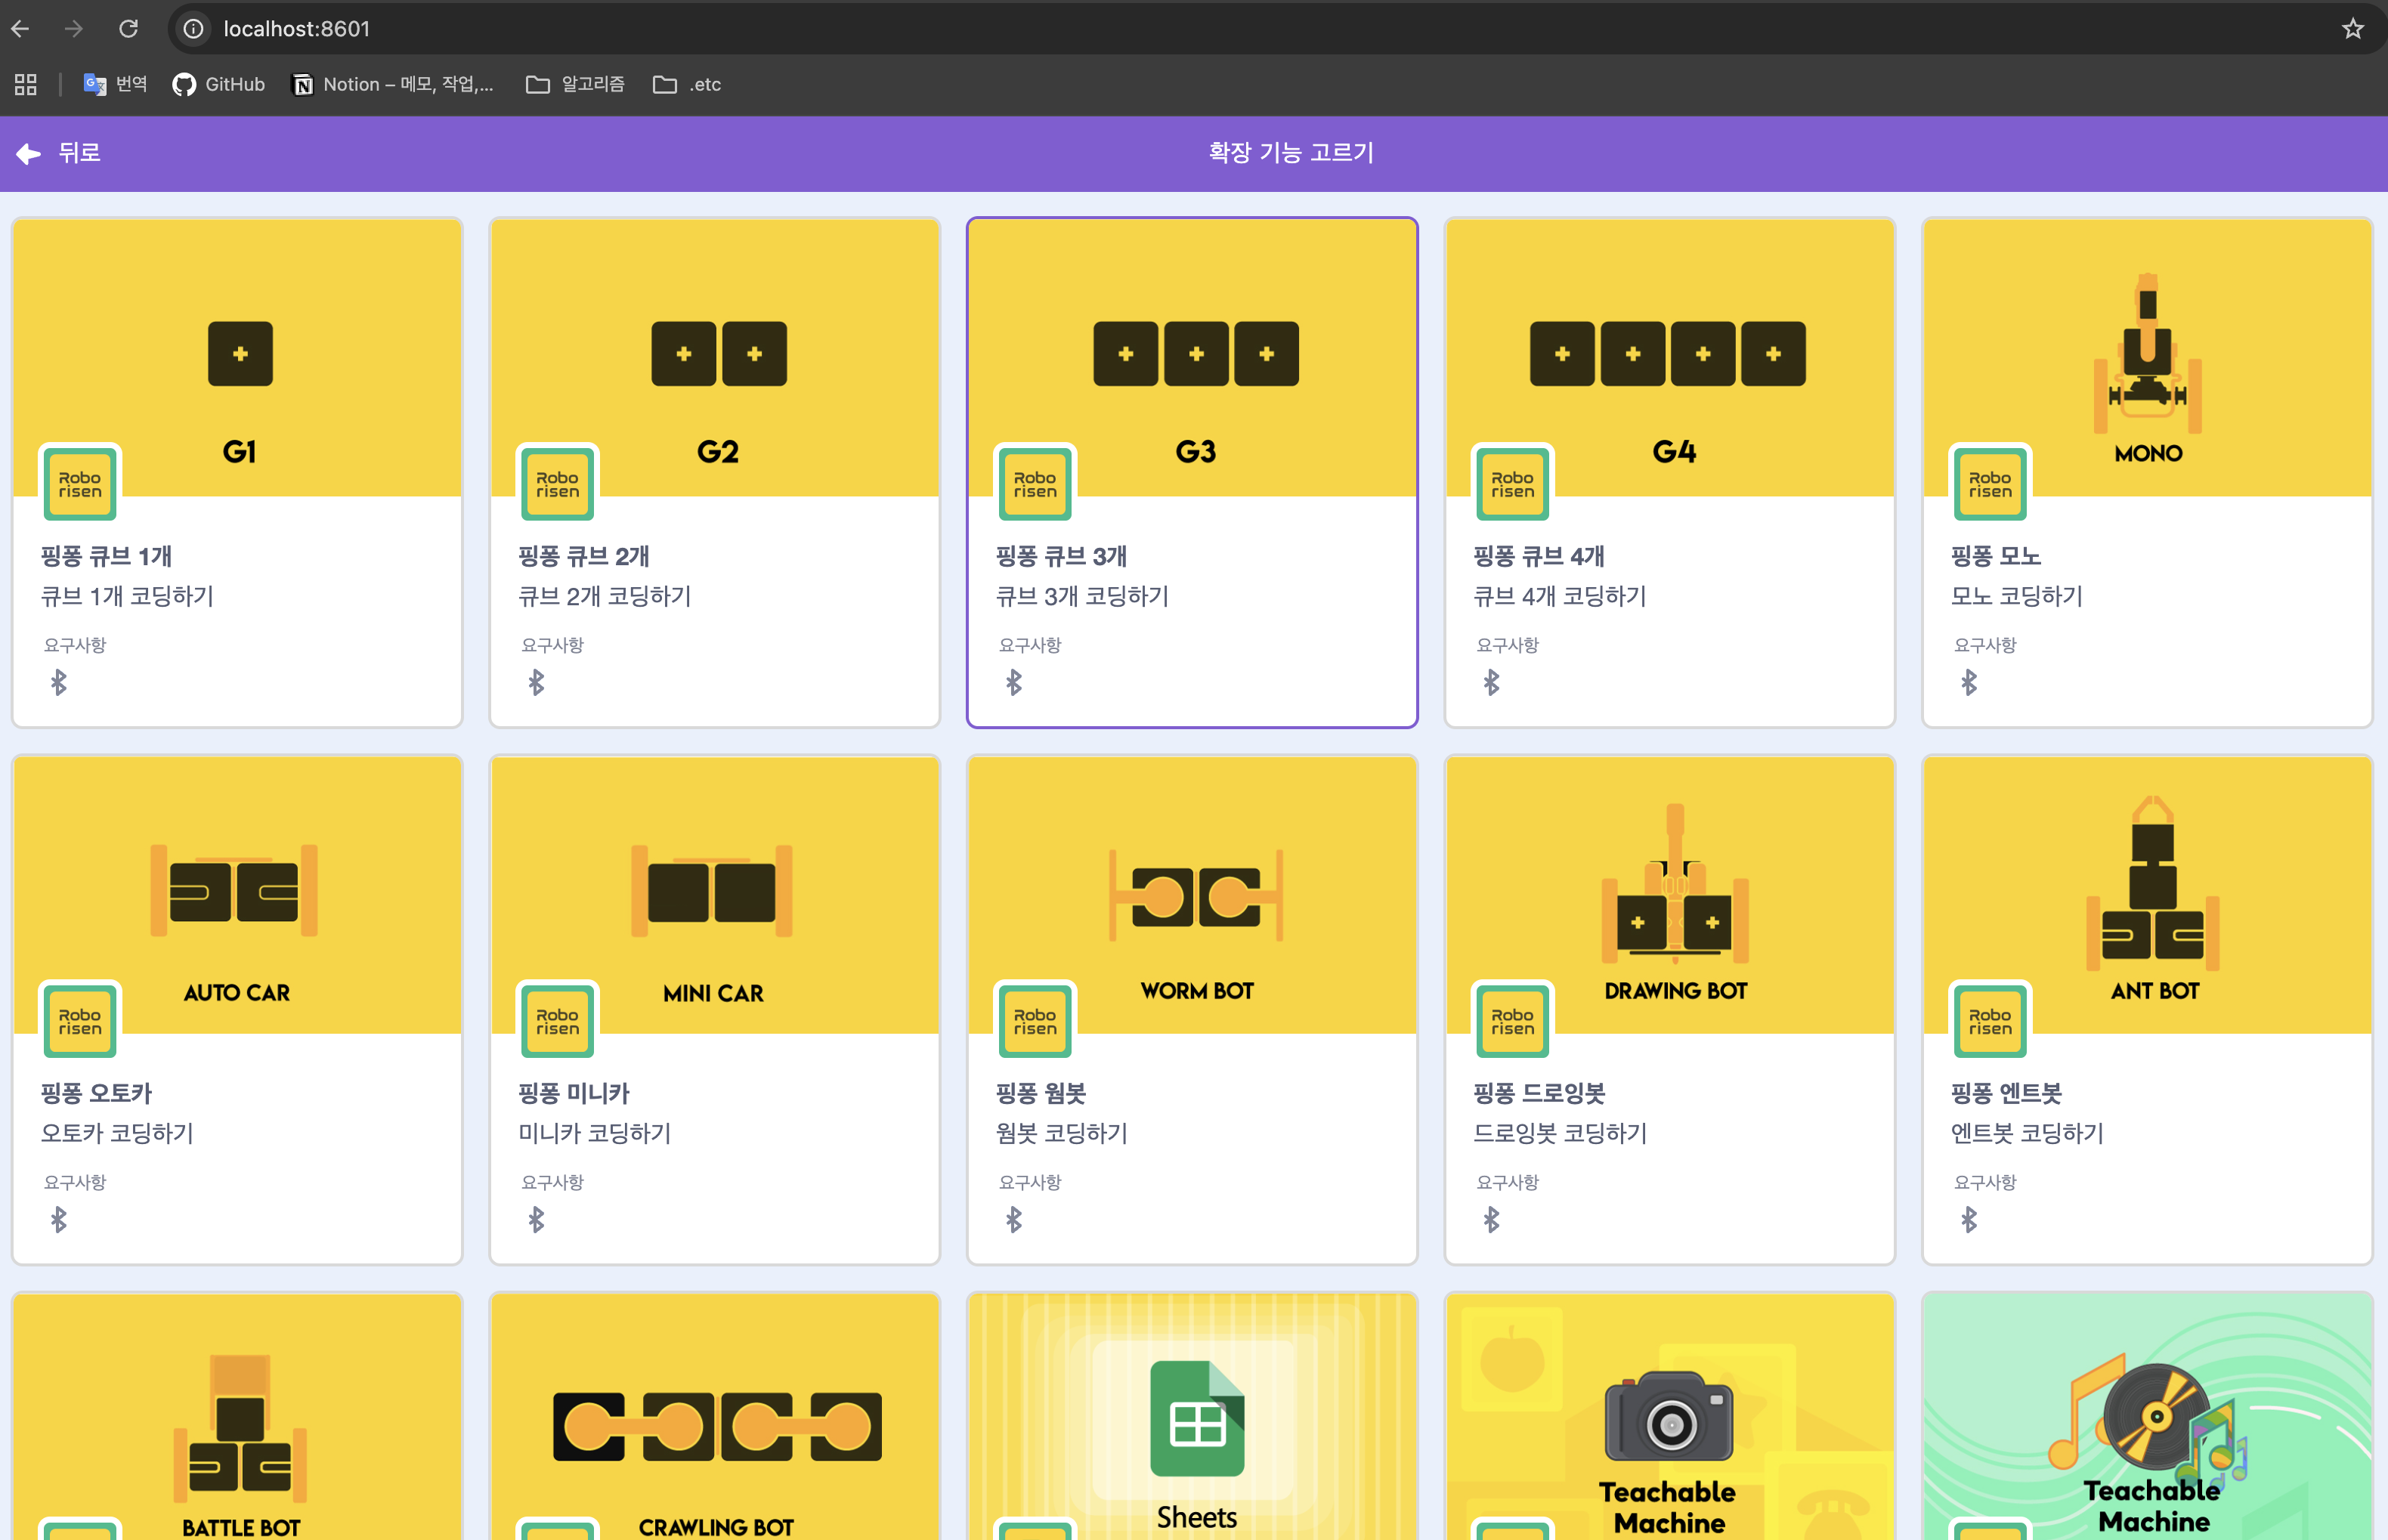 localhost:8601
번역
GitHub
Notion – 메모, 작업,...
알고리즘
.etc
뒤로
확장 기능 고르기
G1
G2
G3
G4
MONO
Robo
risen
Robo
risen
Robo
risen
Robo
risen
Robo
risen
핑퐁 큐브 1개
큐브 1개 코딩하기
요구사항
핑퐁 큐브 2개
큐브 2개 코딩하기
요구사항
핑퐁 큐브 3개
큐브 3개 코딩하기
요구사항
핑퐁 큐브 4개
큐브 4개 코딩하기
요구사항
핑퐁 모노
모노 코딩하기
요구사항
AUTO CAR
MINI CAR
WORM BOT
DRAWING BOT
ANT BOT
Robo
risen
Robo
risen
Robo
risen
Robo
risen
Robo
risen
핑퐁 오토카
오토카 코딩하기
요구사항
핑퐁 미니카
미니카 코딩하기
요구사항
핑퐁 웜봇
웜봇 코딩하기
요구사항
핑퐁 드로잉봇
드로잉봇 코딩하기
요구사항
핑퐁 엔트봇
엔트봇 코딩하기
요구사항
BATTLE BOT
CRAWLING BOT
Sheets
Teachable
Machine
Teachable
Machine